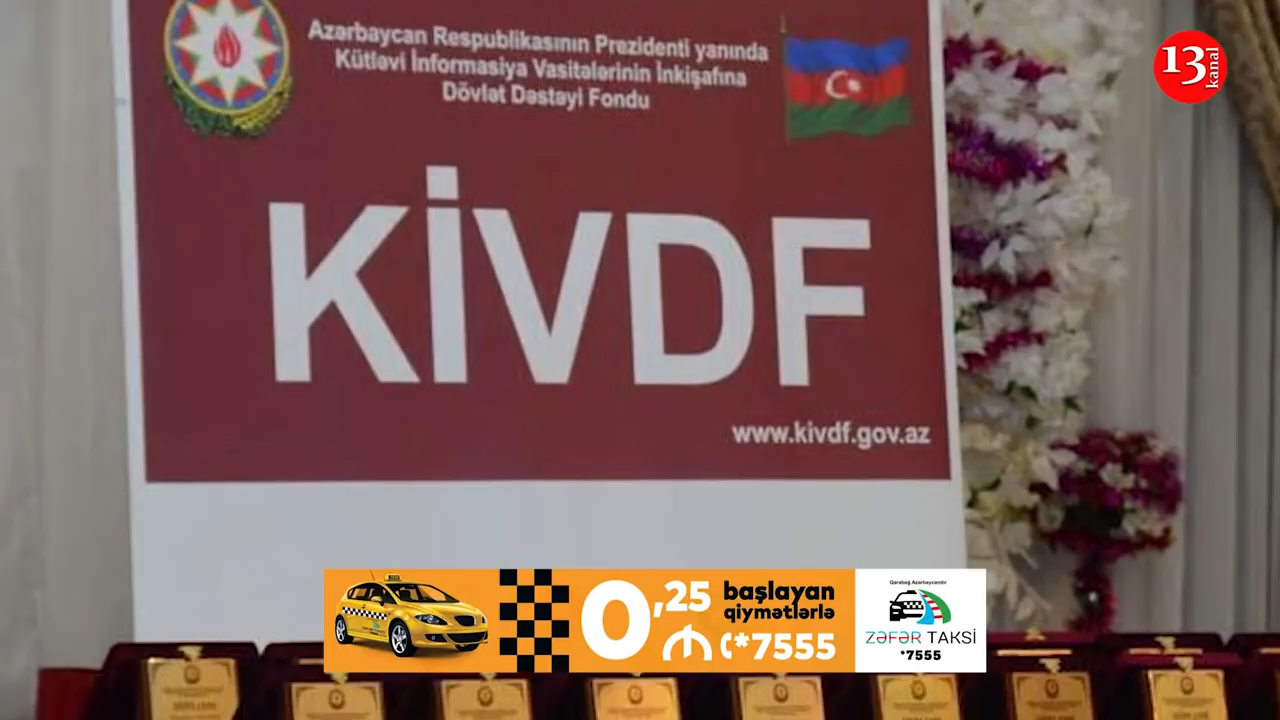 Azərbaycan Respublikasının Prezidenti yanında
Kütləvi İnformasiya Vasitələrinin İnkişafına
Dövlət Dəstəyi Fondu
13
kanal
KİVDF
www.kivdf.gov.az
0,25
₼
başlayan
qiymətlərlə
*7555
Qarabağ Azərbaycandır
ZƏFƏR TAKSİ
*7555